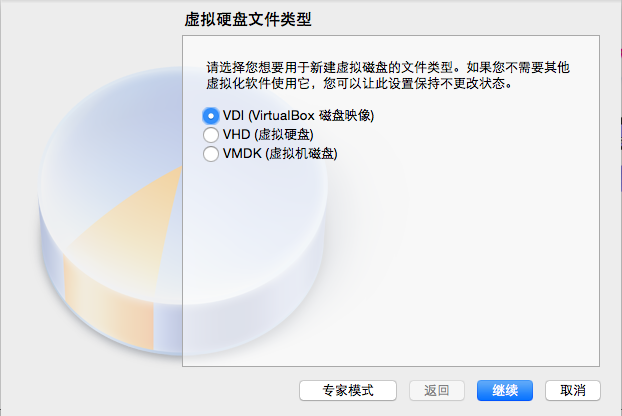 虚拟硬盘文件类型
请选择您想要用于新建虚拟磁盘的文件类型。如果您不需要其他
虚拟化软件使用它，您可以让此设置保持不更改状态。
VDI (VirtualBox 磁盘映像)
VHD (虚拟硬盘)
VMDK (虚拟机磁盘)
专家模式
返回
继续
取消